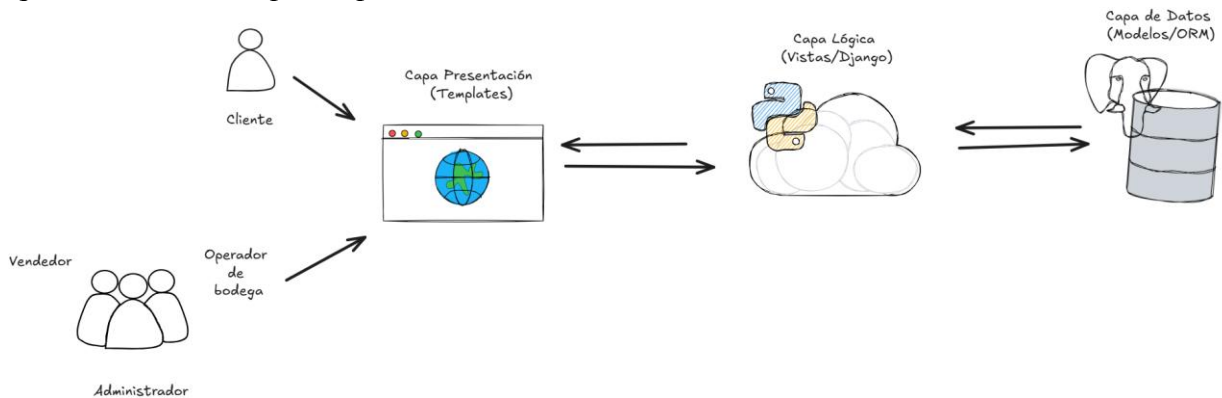 Cliente
Capa Presentación
(Templates)
Capa Lógica
(Vistas/Django)
Capa de Datos
(Modelos/ORM)
Vendedor
Operador
de
bodega
Administrador